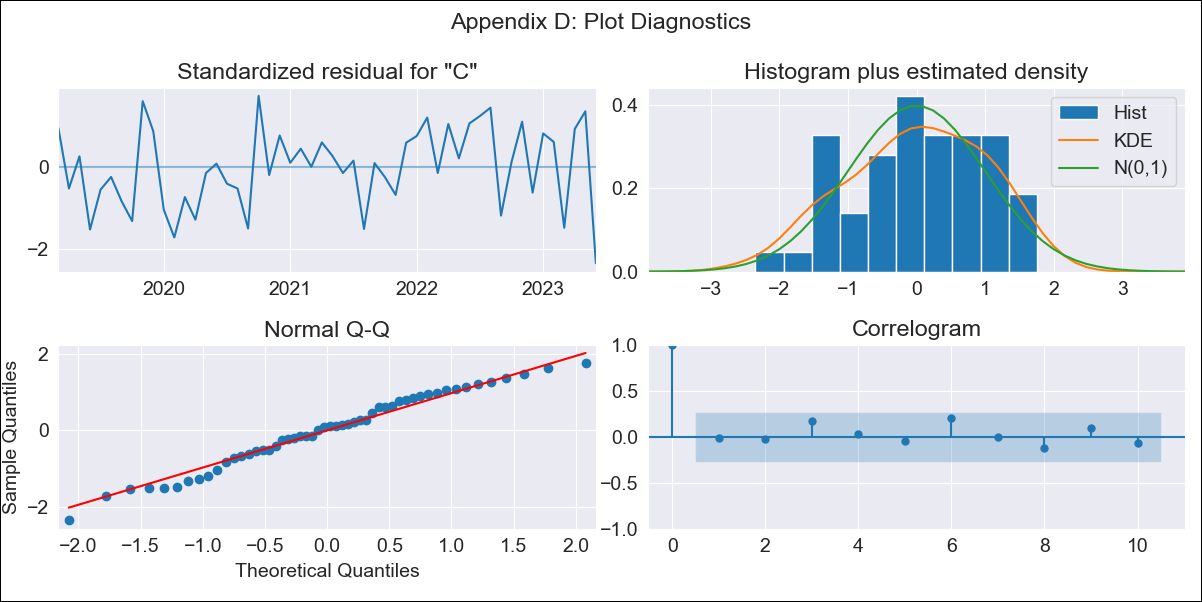 Appendix D: Plot Diagnostics
Standardized residual for "C"
0
−2
2020 2021 2022 2023
Histogram plus estimated density
0.4
0.2
0.0
Hist
KDE
N(0,1)
−3 −2 −1 0 1 2 3
Normal Q-Q
Sample Quantiles
2
0
−2
−2.0 −1.5 −1.0 −0.5 0.0 0.5 1.0 1.5 2.0
Theoretical Quantiles
Correlogram
1.0
0.5
0.0
−0.5
−1.0
0 2 4 6 8 10